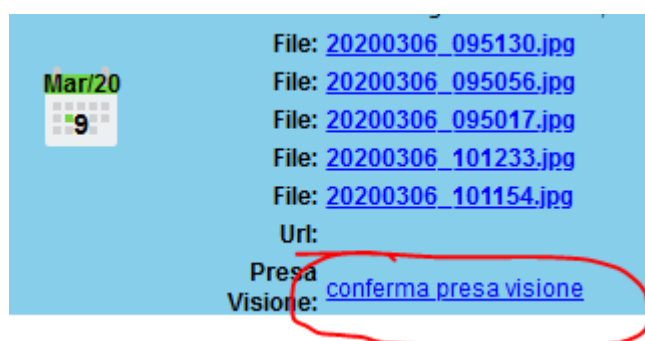 File: 20200306_095130.jpg
Mar/20
9
File: 20200306_095056.jpg
File: 20200306_095017.jpg
File: 20200306_101233.jpg
File: 20200306_101154.jpg
Url:
Presa Visione: conferma presa visione